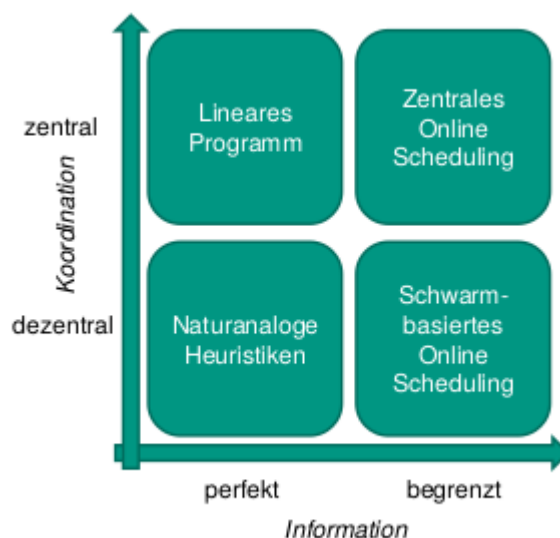 zentral
Koordination
dezentral
Lineares
Programm
Zentrales
Online
Scheduling
Naturanaloge
Heuristiken
Schwarm-
basiertes
Online
Scheduling
perfekt
begrenzt
Information